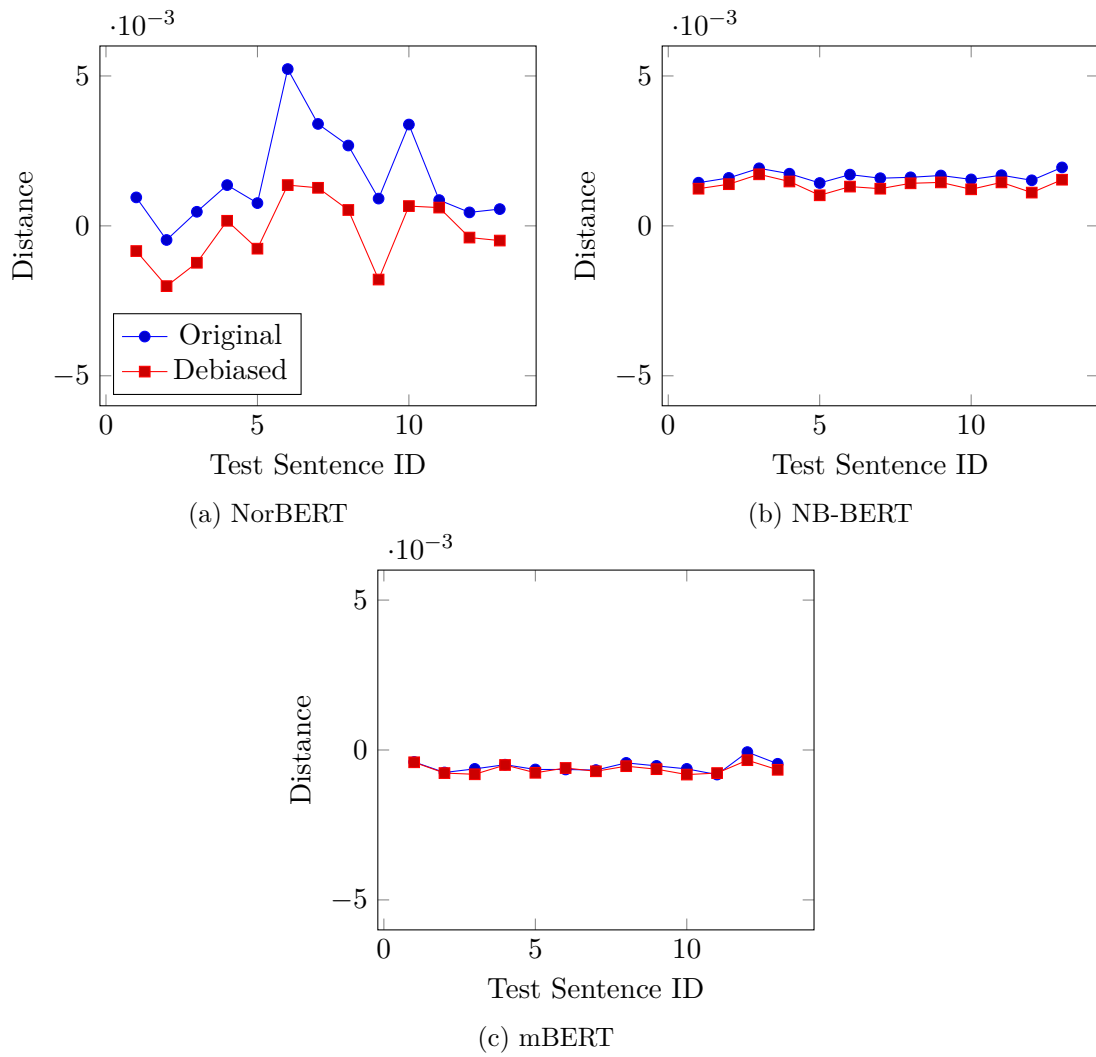 ·10⁻³
5
0
−5
Distance
Original
Debiased
0 5 10
Test Sentence ID
(a) NorBERT
·10⁻³
5
0
−5
Distance
0 5 10
Test Sentence ID
(b) NB-BERT
·10⁻³
5
0
−5
Distance
0 5 10
Test Sentence ID
(c) mBERT